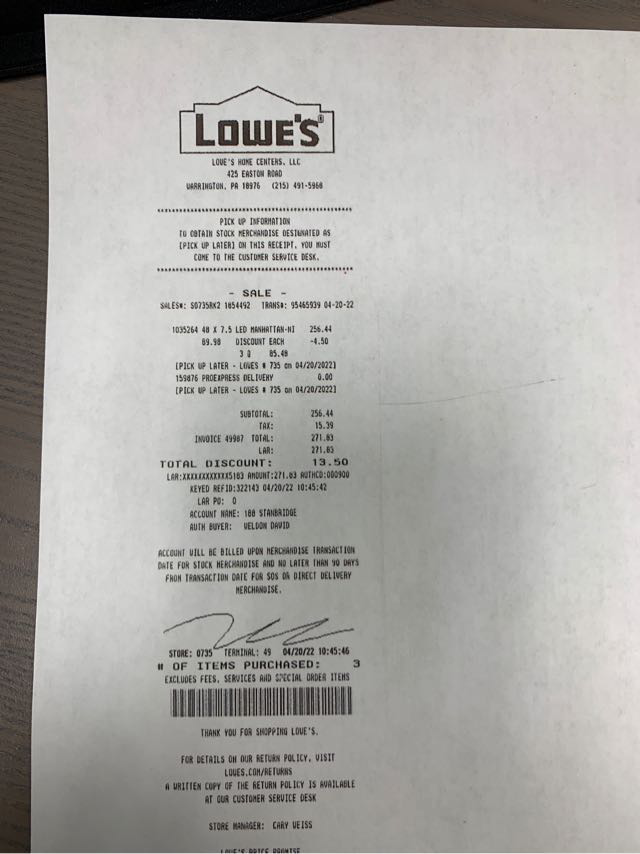 LOWE'S®
LOWE'S HOME CENTERS, LLC
425 EASTON ROAD
WARRINGTON, PA 18976 (215) 491-5968
PICK UP INFORMATION
TO OBTAIN STOCK MERCHANDISE DESIGNATED AS
[PICK UP LATER] ON THIS RECEIPT, YOU MUST
COME TO THE CUSTOMER SERVICE DESK.
- SALE -
SALES#: S0735RK2 1854492 TRANS#: 95465939 04-20-22
1035264 48 X 7.5 LED MANHATTAN-NI 256.44
89.98 DISCOUNT EACH -4.50
3 @ 85.48
[PICK UP LATER - LOWES # 735 on 04/20/2022]
159876 PROEXPRESS DELIVERY 0.00
[PICK UP LATER - LOWES # 735 on 04/20/2022]
SUBTOTAL: 256.44
TAX: 15.39
INVOICE 49987 TOTAL: 271.83
LAR: 271.83
TOTAL DISCOUNT: 13.50
LAR:XXXXXXXXXXXX5183 AMOUNT:271.83 AUTHCD:000900
KEYED REFID:322143 04/20/22 10:45:42
LAR PO: 0
ACCOUNT NAME: 188 STANBRIDGE
AUTH BUYER: WELDON DAVID
ACCOUNT WILL BE BILLED UPON MERCHANDISE TRANSACTION
DATE FOR STOCK MERCHANDISE AND NO LATER THAN 90 DAYS
FROM TRANSACTION DATE FOR SOS OR DIRECT DELIVERY
MERCHANDISE.
STORE: 0735 TERMINAL: 49 04/20/22 10:45:46
# OF ITEMS PURCHASED: 3
EXCLUDES FEES, SERVICES AND SPECIAL ORDER ITEMS
THANK YOU FOR SHOPPING LOWE'S.
FOR DETAILS ON OUR RETURN POLICY, VISIT
LOWES.COM/RETURNS
A WRITTEN COPY OF THE RETURN POLICY IS AVAILABLE
AT OUR CUSTOMER SERVICE DESK
STORE MANAGER: CARY WEISS
LOWE'S PRICE PROMISE